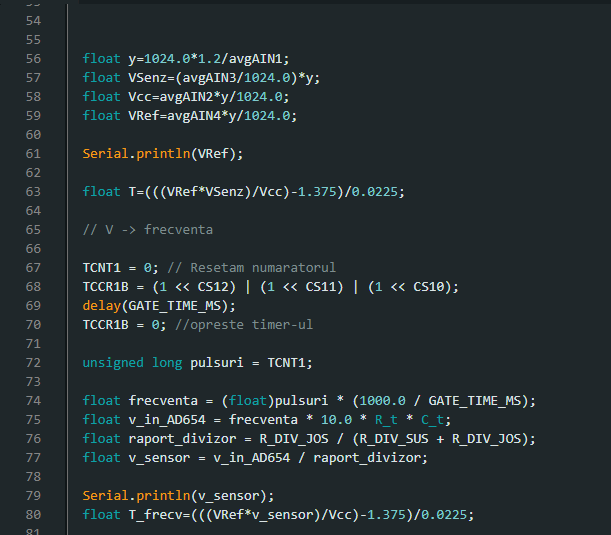 54
55
56 float y=1024.0*1.2/avgAIN1;
57 float VSenz=(avgAIN3/1024.0)*y;
58 float Vcc=avgAIN2*y/1024.0;
59 float VRef=avgAIN4*y/1024.0;
60
61 Serial.println(VRef);
62
63 float T=(((VRef*VSenz)/Vcc)-1.375)/0.0225;
64
65 // V -> frecventa
66
67 TCNT1 = 0; // Resetam numaratorul
68 TCCR1B = (1 << CS12) | (1 << CS11) | (1 << CS10);
69 delay(GATE_TIME_MS);
70 TCCR1B = 0; //opreste timer-ul
71
72 unsigned long pulsuri = TCNT1;
73
74 float frecventa = (float)pulsuri * (1000.0 / GATE_TIME_MS);
75 float v_in_AD654 = frecventa * 10.0 * R_t * C_t;
76 float raport_divizor = R_DIV_JOS / (R_DIV_SUS + R_DIV_JOS);
77 float v_sensor = v_in_AD654 / raport_divizor;
78
79 Serial.println(v_sensor);
80 float T_frecv=(((VRef*v_sensor)/Vcc)-1.375)/0.0225;